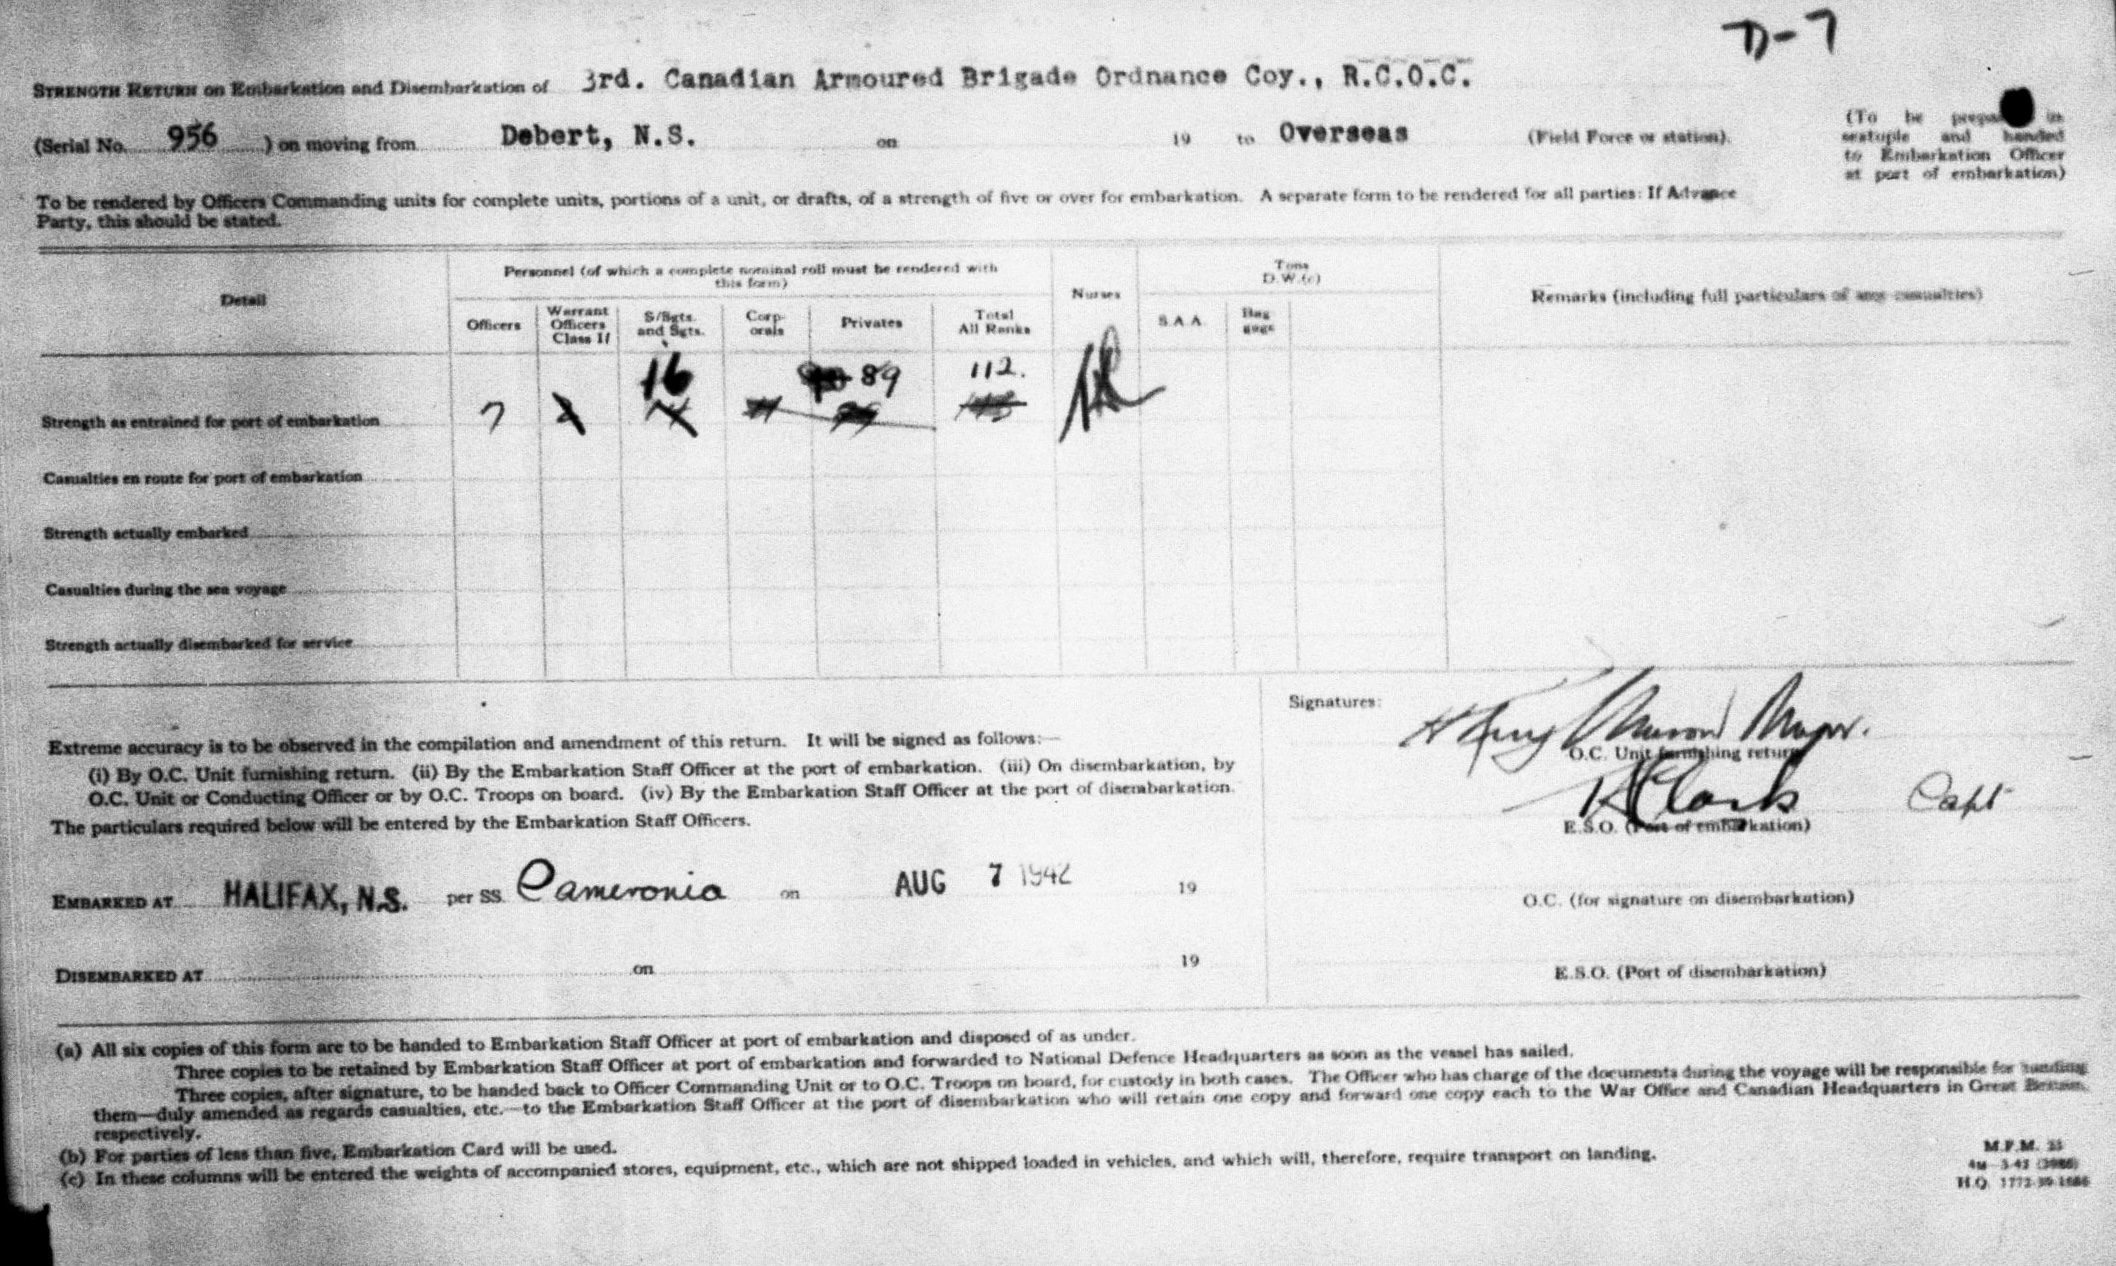 D-7
STRENGTH RETURN on Embarkation and Disembarkation of 3rd. Canadian Armoured Brigade Ordnance Coy., R.C.O.C.
(Serial No. 956 ) on moving from Debert, N.S. on 19 to Overseas (Field Force or station).
(To be prepa in
sextuple and handed
to Embarkation Officer
at port of embarkation)
To be rendered by Officers Commanding units for complete units, portions of a unit, or drafts, of a strength of five or over for embarkation. A separate form to be rendered for all parties: If Advance
Party, this should be stated.
Detail
Personnel (of which a complete nominal roll must be rendered with
this form)
Officers
Warrant
Officers
Class II
S/Sgts.
and Sgts.
Corp-
orals
Privates
Total
All Ranks
Nurses
Tons
D.W.(c)
S.A.A.
Bag
gage
Remarks (including full particulars of any casualties)
16 89 112.
Strength as entrained for port of embarkation 7
Casualties en route for port of embarkation
Strength actually embarked
Casualties during the sea voyage
Strength actually disembarked for service
Signatures:
Major.
O.C. Unit furnishing return
Clark Capt
E.S.O. (Port of embarkation)
O.C. (for signature on disembarkation)
E.S.O. (Port of disembarkation)
Extreme accuracy is to be observed in the compilation and amendment of this return. It will be signed as follows:—
(i) By O.C. Unit furnishing return. (ii) By the Embarkation Staff Officer at the port of embarkation. (iii) On disembarkation, by
O.C. Unit or Conducting Officer or by O.C. Troops on board. (iv) By the Embarkation Staff Officer at the port of disembarkation.
The particulars required below will be entered by the Embarkation Staff Officers.
EMBARKED AT HALIFAX, N.S. per SS. Cameronia on AUG 7 1942 19
DISEMBARKED AT on 19
(a) All six copies of this form are to be handed to Embarkation Staff Officer at port of embarkation and disposed of as under.
Three copies to be retained by Embarkation Staff Officer at port of embarkation and forwarded to National Defence Headquarters as soon as the vessel has sailed.
Three copies, after signature, to be handed back to Officer Commanding Unit or to O.C. Troops on board, for custody in both cases. The Officer who has charge of the documents during the voyage will be responsible for handing
them—duly amended as regards casualties, etc.—to the Embarkation Staff Officer at the port of disembarkation who will retain one copy and forward one copy each to the War Office and Canadian Headquarters in Great Britain,
respectively.
(b) For parties of less than five, Embarkation Card will be used.
(c) In these columns will be entered the weights of accompanied stores, equipment, etc., which are not shipped loaded in vehicles, and which will, therefore, require transport on landing.
M.F.M. 23
H.Q.